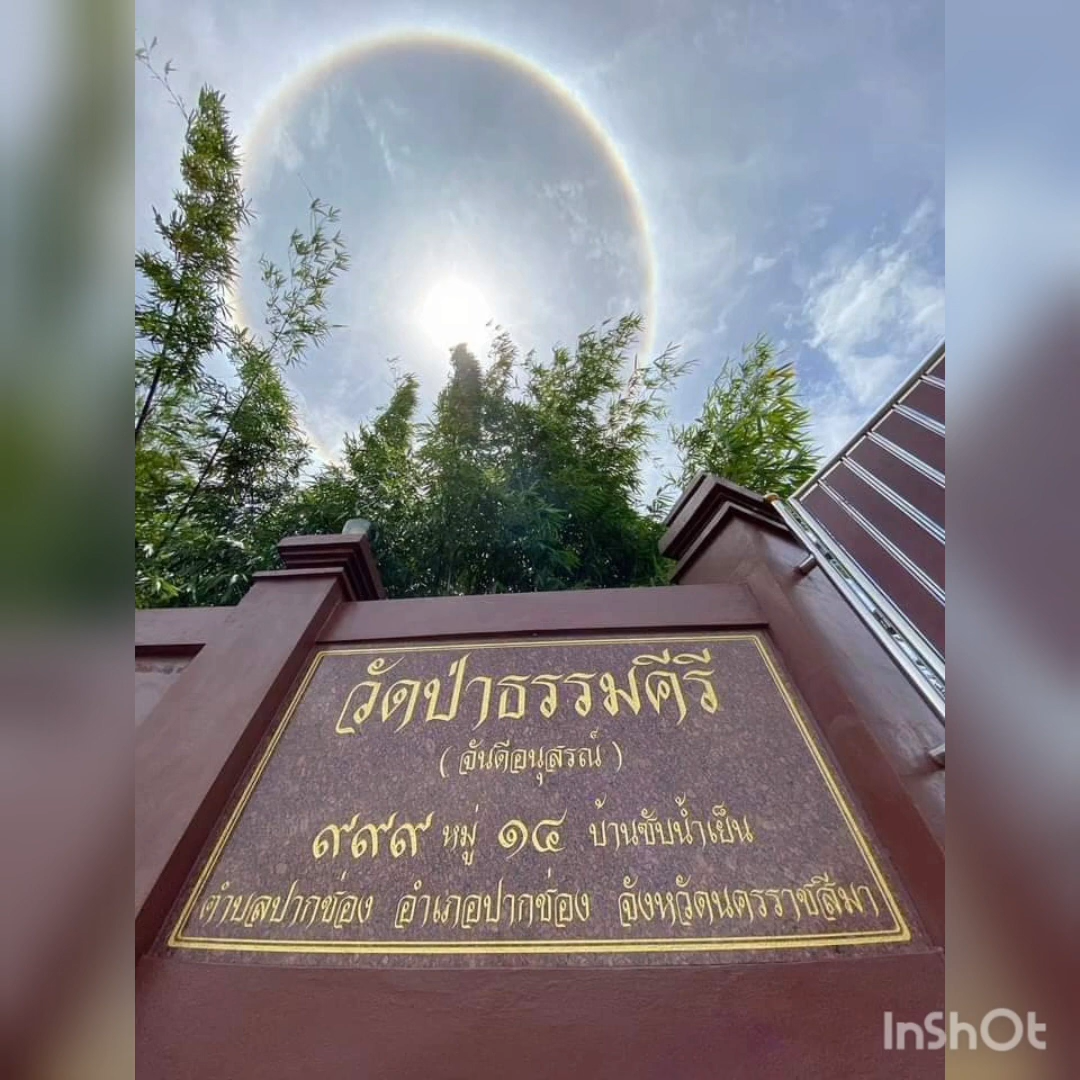 วัดป่าธรรมคีรี
( จันดีอนุสรณ์ )
๙๙๙ หมู่ ๑๔ บ้านซับน้ำเย็น
ตำบลปากช่อง อำเภอปากช่อง จังหวัดนครราชสีมา
InShOt